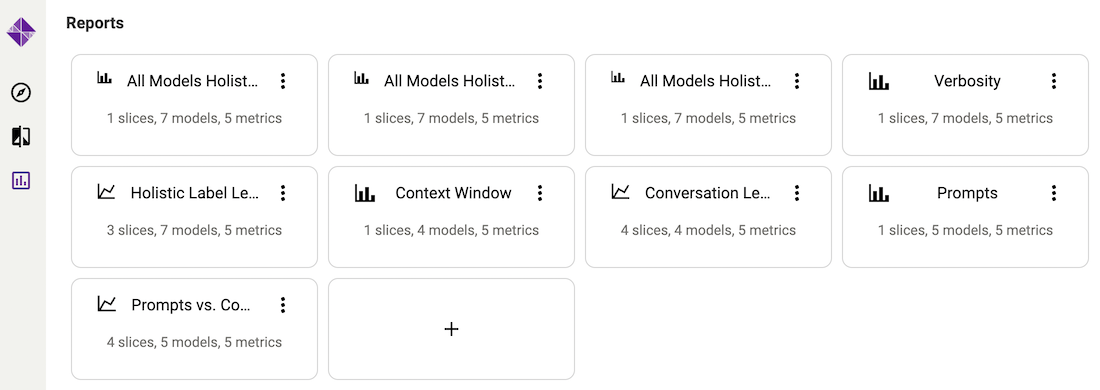 Reports
All Models Holist...
1 slices, 7 models, 5 metrics
All Models Holist...
1 slices, 7 models, 5 metrics
All Models Holist...
1 slices, 7 models, 5 metrics
Verbosity
1 slices, 7 models, 5 metrics
Holistic Label Le...
3 slices, 7 models, 5 metrics
Context Window
1 slices, 4 models, 5 metrics
Conversation Le...
4 slices, 4 models, 5 metrics
Prompts
1 slices, 5 models, 5 metrics
Prompts vs. Co...
4 slices, 5 models, 5 metrics
+